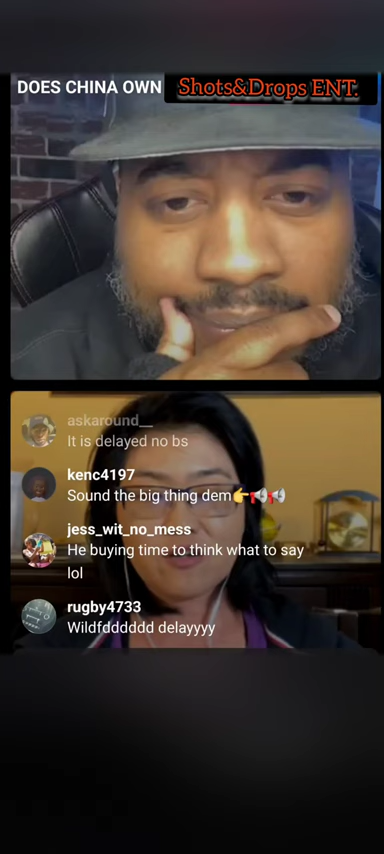 DOES CHINA OWN
Shots&Drops ENT.
askaround__
It is delayed no bs
kenc4197
Sound the big thing dem👉📢📢
jess_wit_no_mess
He buying time to think what to say
lol
rugby4733
Wildfdddddd delayyyy